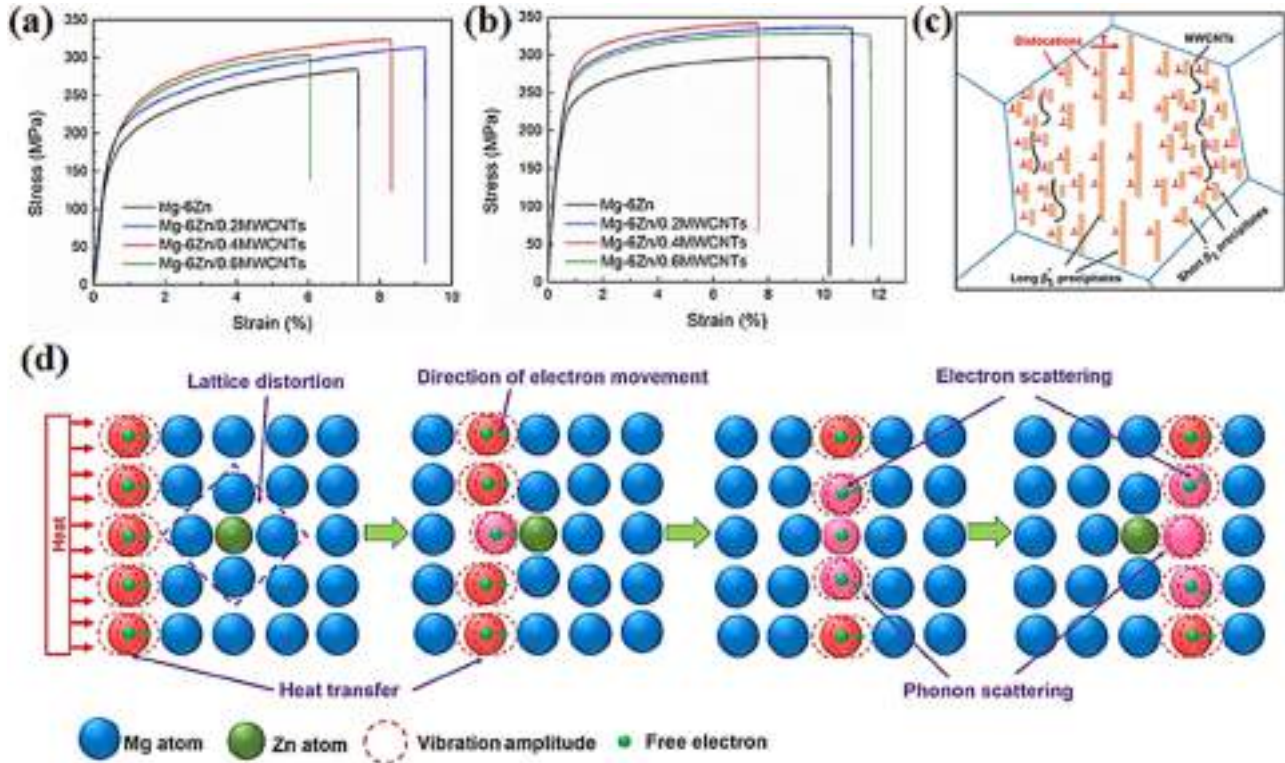 (a)
350
300
250
200
150
100
50
0
Stress (MPa)
Mg-6Zn
Mg-6Zn/0.2MWCNTs
Mg-6Zn/0.4MWCNTs
Mg-6Zn/0.6MWCNTs
0 2 4 6 8 10
Strain (%)
(b)
350
300
250
200
150
100
50
0
Stress (MPa)
Mg-6Zn
Mg-6Zn/0.2MWCNTs
Mg-6Zn/0.4MWCNTs
Mg-6Zn/0.6MWCNTs
0 2 4 6 8 10 12
Strain (%)
(c)
Dislocations
MWCNTs
Long β₁' precipitates
Short β₁' precipitates
(d)
Lattice distortion
Direction of electron movement
Electron scattering
Heat
Heat transfer
Phonon scattering
Mg atom
Zn atom
Vibration amplitude
Free electron